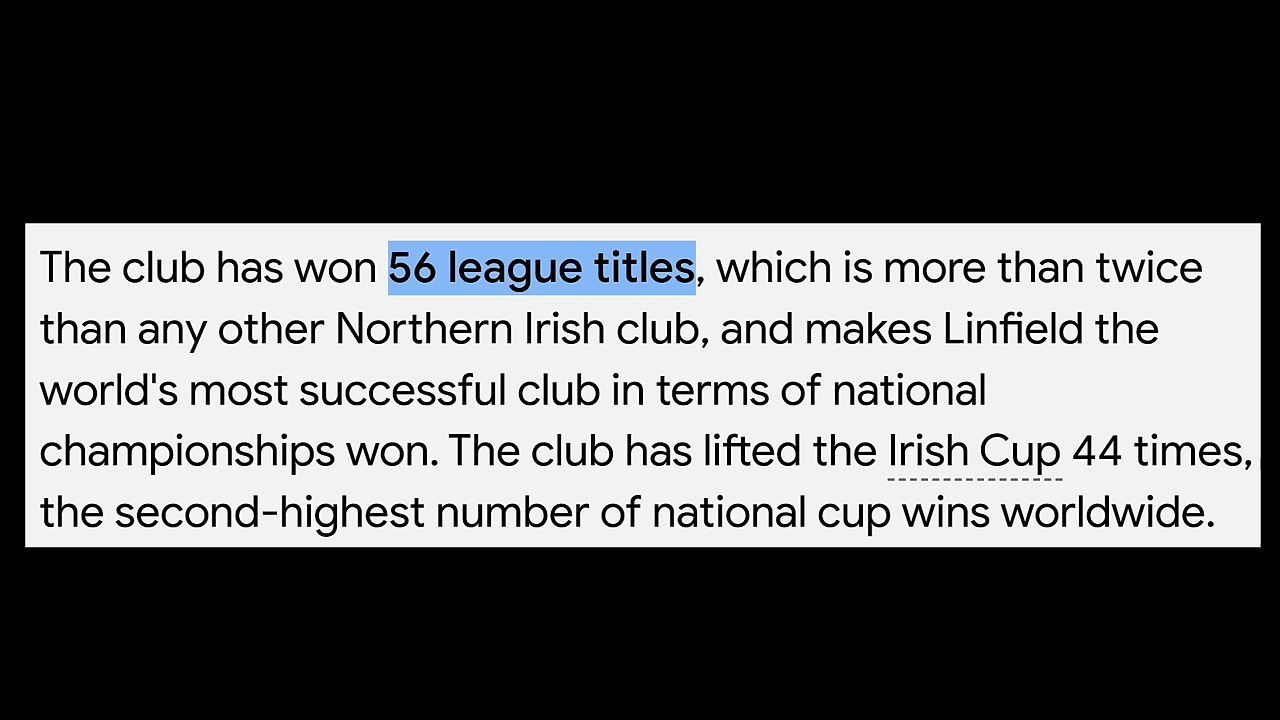 The club has won 56 league titles, which is more than twice
than any other Northern Irish club, and makes Linfield the
world's most successful club in terms of national
championships won. The club has lifted the Irish Cup 44 times,
the second-highest number of national cup wins worldwide.